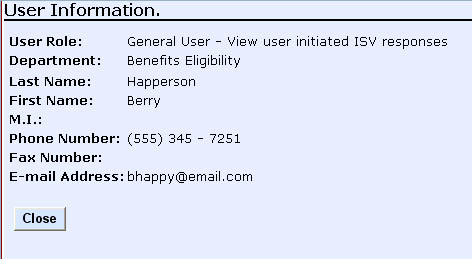 User Information.
User Role: General User - View user initiated ISV responses
Department: Benefits Eligibility
Last Name: Happerson
First Name: Berry
M.I.:
Phone Number: (555) 345 - 7251
Fax Number:
E-mail Address: bhappy@email.com
Close